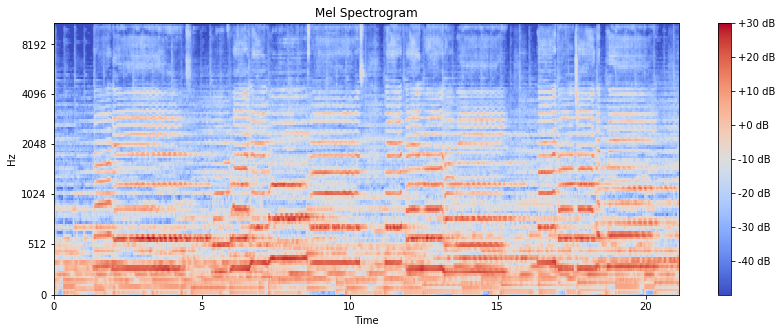 Mel Spectrogram
+30 dB
8192
+20 dB
4096
+10 dB
+0 dB
2048
Hz
-10 dB
1024
-20 dB
-30 dB
512
-40 dB
0
0
5
10
15
20
Time